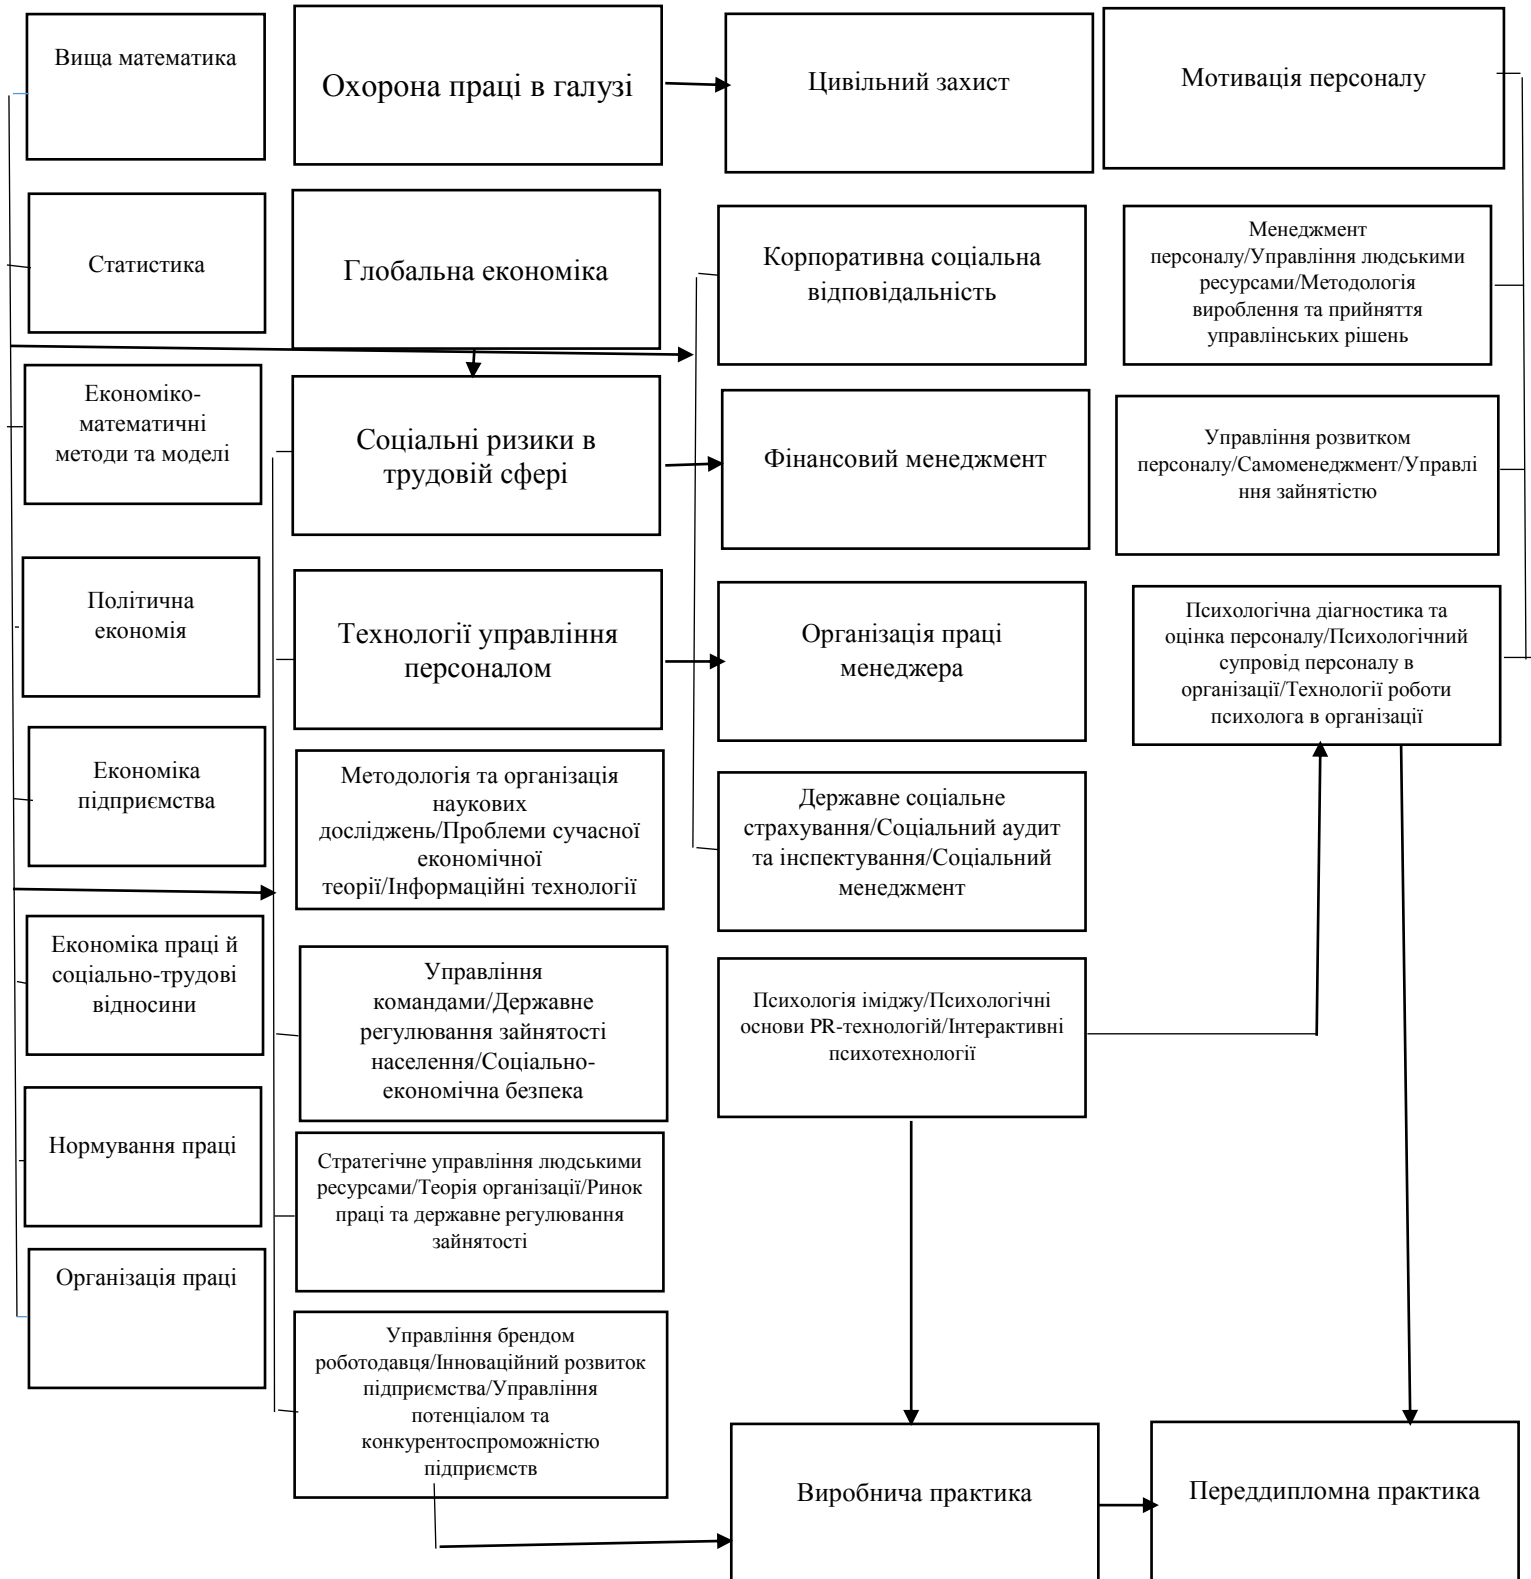 Вища математика
Охорона праці в галузі
Цивільний захист
Мотивація персоналу
Статистика
Глобальна економіка
Корпоративна соціальна
відповідальність
Менеджмент
персоналу/Управління людськими
ресурсами/Методологія
вироблення та прийняття
управлінських рішень
Економіко-
математичні
методи та моделі
Соціальні ризики в
трудовій сфері
Фінансовий менеджмент
Управління розвитком
персоналу/Самоменеджмент/Управлі
ння зайнятістю
Політична
економія
Технології управління
персоналом
Організація праці
менеджера
Психологічна діагностика та
оцінка персоналу/Психологічний
супровід персоналу в
організації/Технології роботи
психолога в організації
Економіка
підприємства
Методологія та організація
наукових
досліджень/Проблеми сучасної
економічної
теорії/Інформаційні технології
Державне соціальне
страхування/Соціальний аудит
та інспектування/Соціальний
менеджмент
Економіка праці й
соціально-трудові
відносини
Управління
командами/Державне
регулювання зайнятості
населення/Соціально-
економічна безпека
Психологія іміджу/Психологічні
основи PR-технологій/Інтерактивні
психотехнології
Нормування праці
Стратегічне управління людськими
ресурсами/Теорія організації/Ринок
праці та державне регулювання
зайнятості
Організація праці
Управління брендом
роботодавця/Інноваційний розвиток
підприємства/Управління
потенціалом та
конкурентоспроможністю
підприємств
Виробнича практика
Переддипломна практика